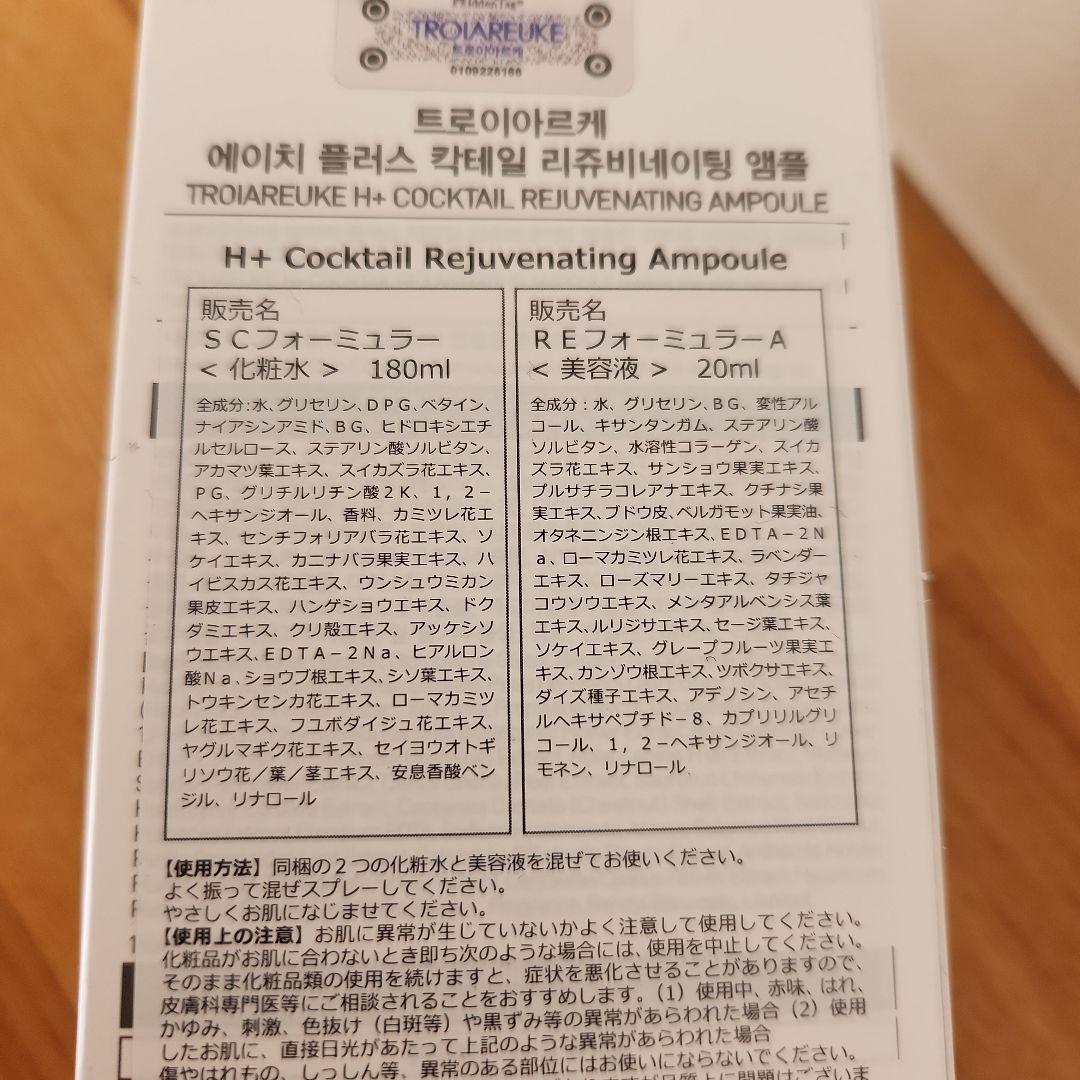 HiddenTag
TROIAREUKE
트로이아르케
0109226166
트로이아르케
에이치 플러스 칵테일 리쥬비네이팅 앰플
TROIAREUKE H+ COCKTAIL REJUVENATING AMPOULE
H+ Cocktail Rejuvenating Ampoule
販売名
ＳＣフォーミュラー
< 化粧水 > 180ml
全成分:水、グリセリン、ＤＰＧ、ベタイン、
ナイアシンアミド、ＢＧ、ヒドロキシエチ
ルセルロース、ステアリン酸ソルビタン、
アカマツ葉エキス、スイカズラ花エキス、
ＰＧ、グリチルリチン酸２Ｋ、１，２－
ヘキサンジオール、香料、カミツレ花エ
キス、センチフォリアバラ花エキス、ソ
ケイエキス、カニナバラ果実エキス、ハ
イビスカス花エキス、ウンシュウミカン
果皮エキス、ハンゲショウエキス、ドク
ダミエキス、クリ殻エキス、アッケシソ
ウエキス、ＥＤＴＡ－２Ｎａ、ヒアルロン
酸Ｎａ、ショウブ根エキス、シソ葉エキス、
トウキンセンカ花エキス、ローマカミツ
レ花エキス、フユボダイジュ花エキス、
ヤグルマギク花エキス、セイヨウオトギ
リソウ花／葉／茎エキス、安息香酸ベン
ジル、リナロール
販売名
ＲＥフォーミュラーＡ
< 美容液 > 20ml
全成分：水、グリセリン、ＢＧ、変性アル
コール、キサンタンガム、ステアリン酸
ソルビタン、水溶性コラーゲン、スイカ
ズラ花エキス、サンショウ果実エキス、
プルサチラコレアナエキス、クチナシ果
実エキス、ブドウ皮、ベルガモット果実油、
オタネニンジン根エキス、ＥＤＴＡ－２Ｎ
ａ、ローマカミツレ花エキス、ラベンダー
エキス、ローズマリーエキス、タチジャ
コウソウエキス、メンタアルベンシス葉
エキス、ルリジサエキス、セージ葉エキス、
ソケイエキス、グレープフルーツ果実エ
キス、カンゾウ根エキス、ツボクサエキス、
ダイズ種子エキス、アデノシン、アセチ
ルヘキサペプチド－８、カプリリルグリ
コール、１，２－ヘキサンジオール、リ
モネン、リナロール
【使用方法】同梱の２つの化粧水と美容液を混ぜてお使いください。
よく振って混ぜスプレーしてください。
やさしくお肌になじませてください。
【使用上の注意】お肌に異常が生じていないかよく注意して使用してください。
化粧品がお肌に合わないとき即ち次のような場合には、使用を中止してください。
そのまま化粧品類の使用を続けますと、症状を悪化させることがありますので、
皮膚科専門医等にご相談されることをおすすめします。（1）使用中、赤味、はれ、
かゆみ、刺激、色抜け（白斑等）や黒ずみ等の異常があらわれた場合（2）使用
したお肌に、直接日光があたって上記のような異常があらわれた場合
傷やはれもの、しっしん等、異常のある部位にはお使いにならないでください。